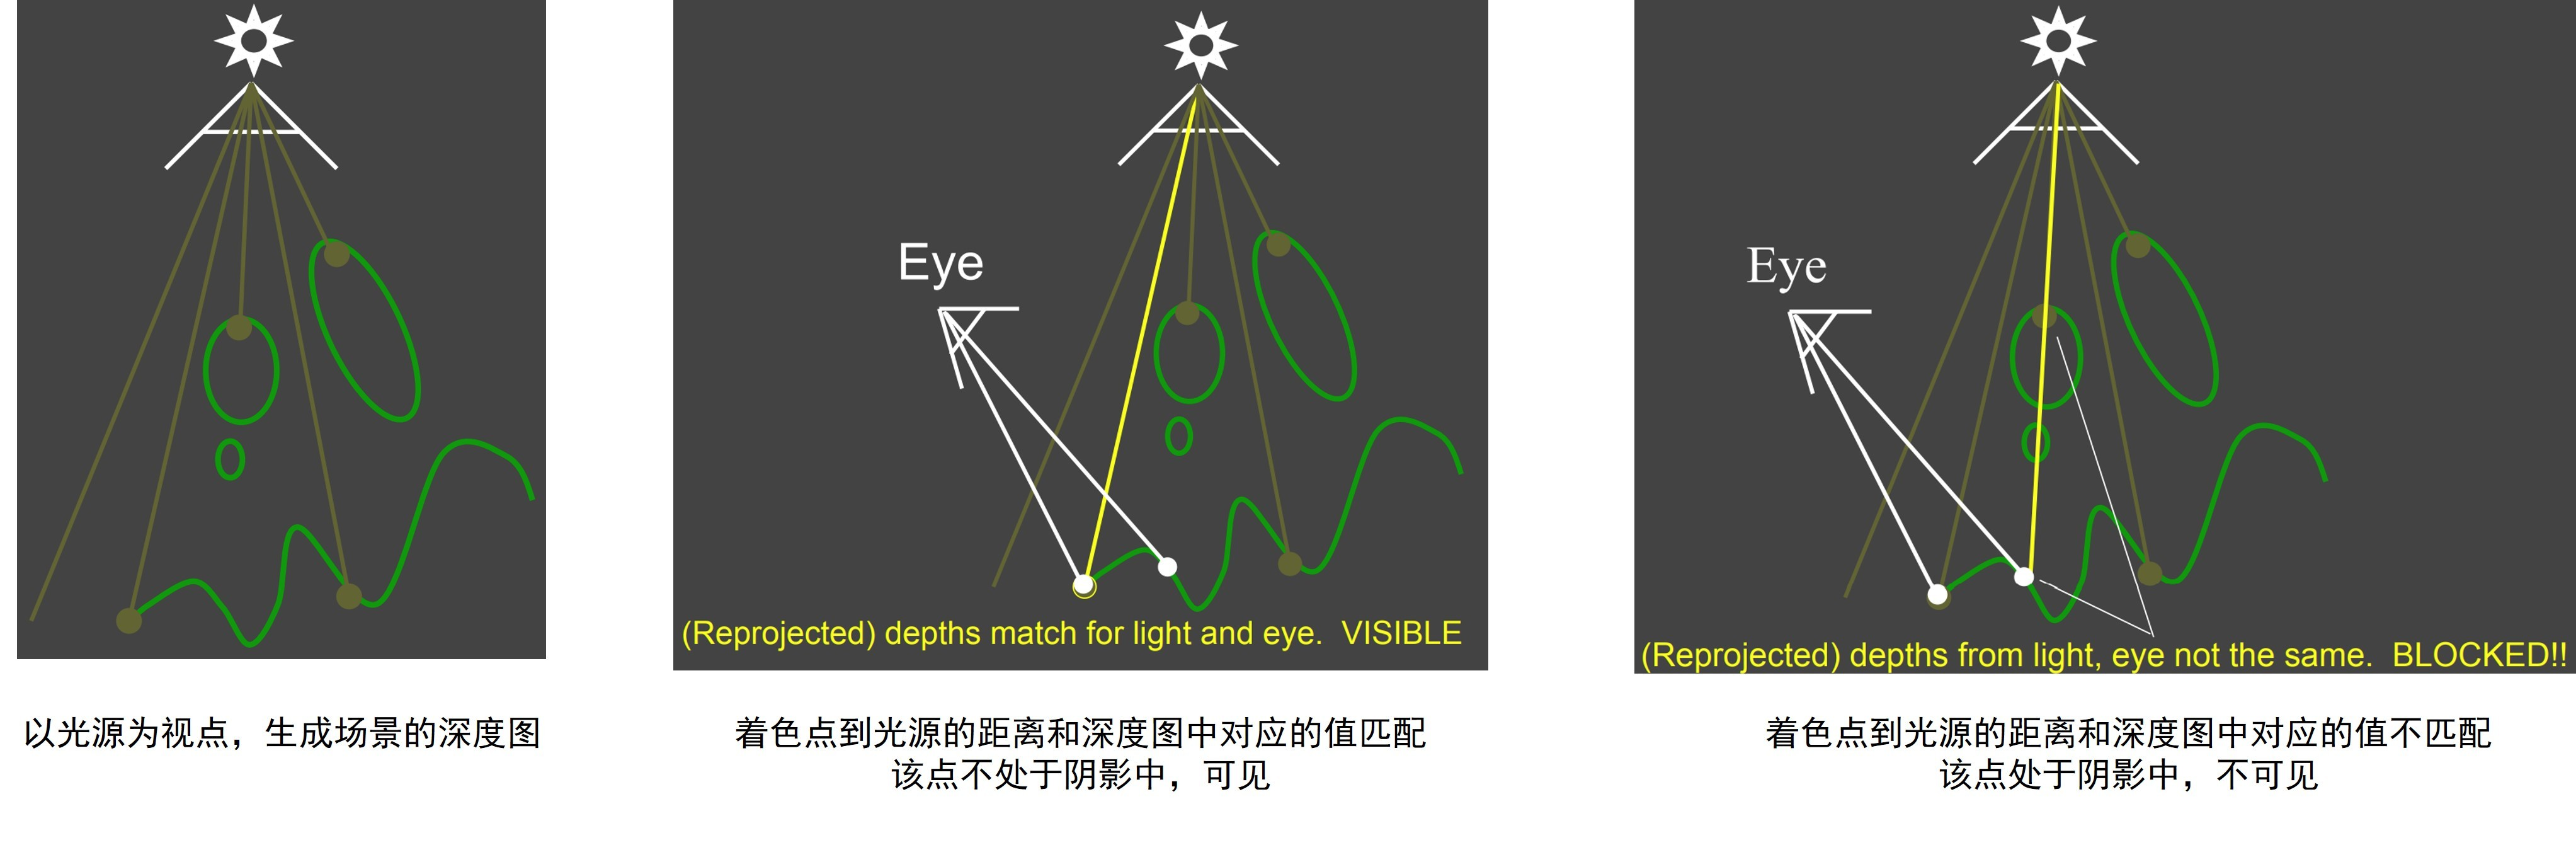 Eye
(Reprojected) depths match for light and eye.  VISIBLE
Eye
(Reprojected) depths from light, eye not the same.  BLOCKED!!
以光源为视点，生成场景的深度图
着色点到光源的距离和深度图中对应的值匹配
该点不处于阴影中，可见
着色点到光源的距离和深度图中对应的值不匹配
该点处于阴影中，不可见